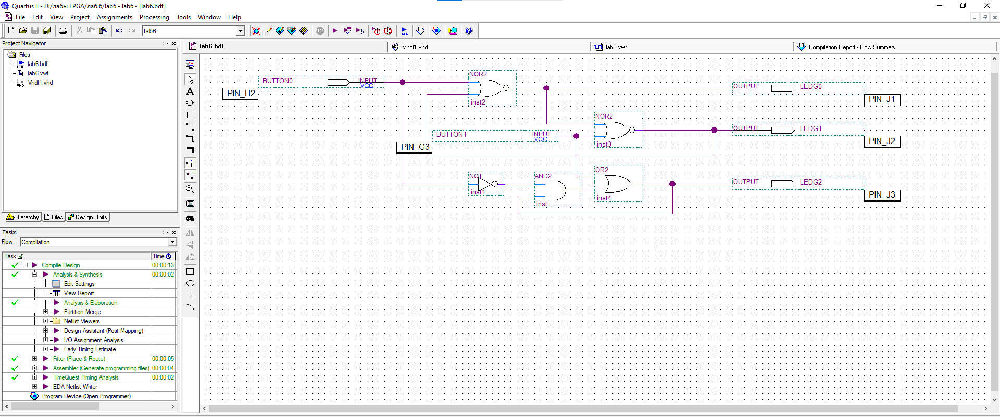 Quartus II - D:/лабы FPGA/лаб 6/lab6 - lab6 - [lab6.bdf]
File Edit View Project Assignments Processing Tools Window Help
lab6
STOP
Project Navigator
Files
lab6.bdf
lab6.vwf
Vhdl1.vhd
Hierarchy Files Design Units
Tasks
Flow: Compilation
Task Time
Compile Design 00:00:13
Analysis & Synthesis 00:00:02
Edit Settings
View Report
Analysis & Elaboration
Partition Merge
Netlist Viewers
Design Assistant (Post-Mapping)
I/O Assignment Analysis
Early Timing Estimate
Fitter (Place & Route) 00:00:05
Assembler (Generate programming files) 00:00:04
TimeQuest Timing Analysis 00:00:02
EDA Netlist Writer
Program Device (Open Programmer)
lab6.bdf Vhdl1.vhd lab6.vwf Compilation Report - Flow Summary
BUTTON0 INPUT
VCC
PIN_H2
NOR2
inst2
OUTPUT LEDG0
PIN_J1
NOR2
inst3
BUTTON1 INPUT
VCC
PIN_G3
OUTPUT LEDG1
PIN_J2
NOT
inst1
AND2
inst
OR2
inst4
OUTPUT LEDG2
PIN_J3